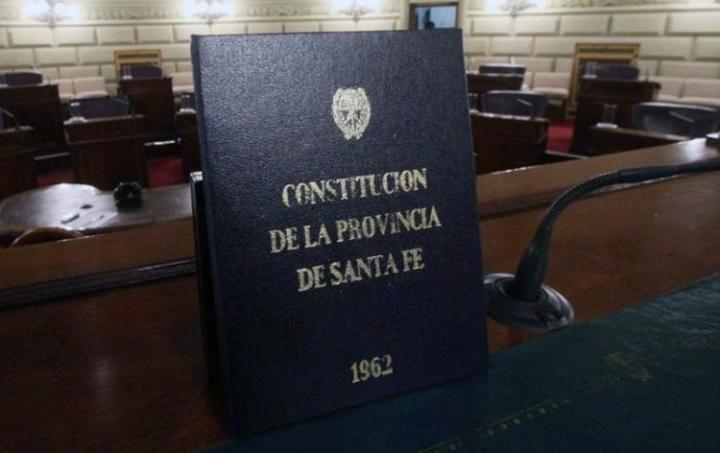 CONSTITUCION
DE LA PROVINCIA
DE SANTA FE
1962